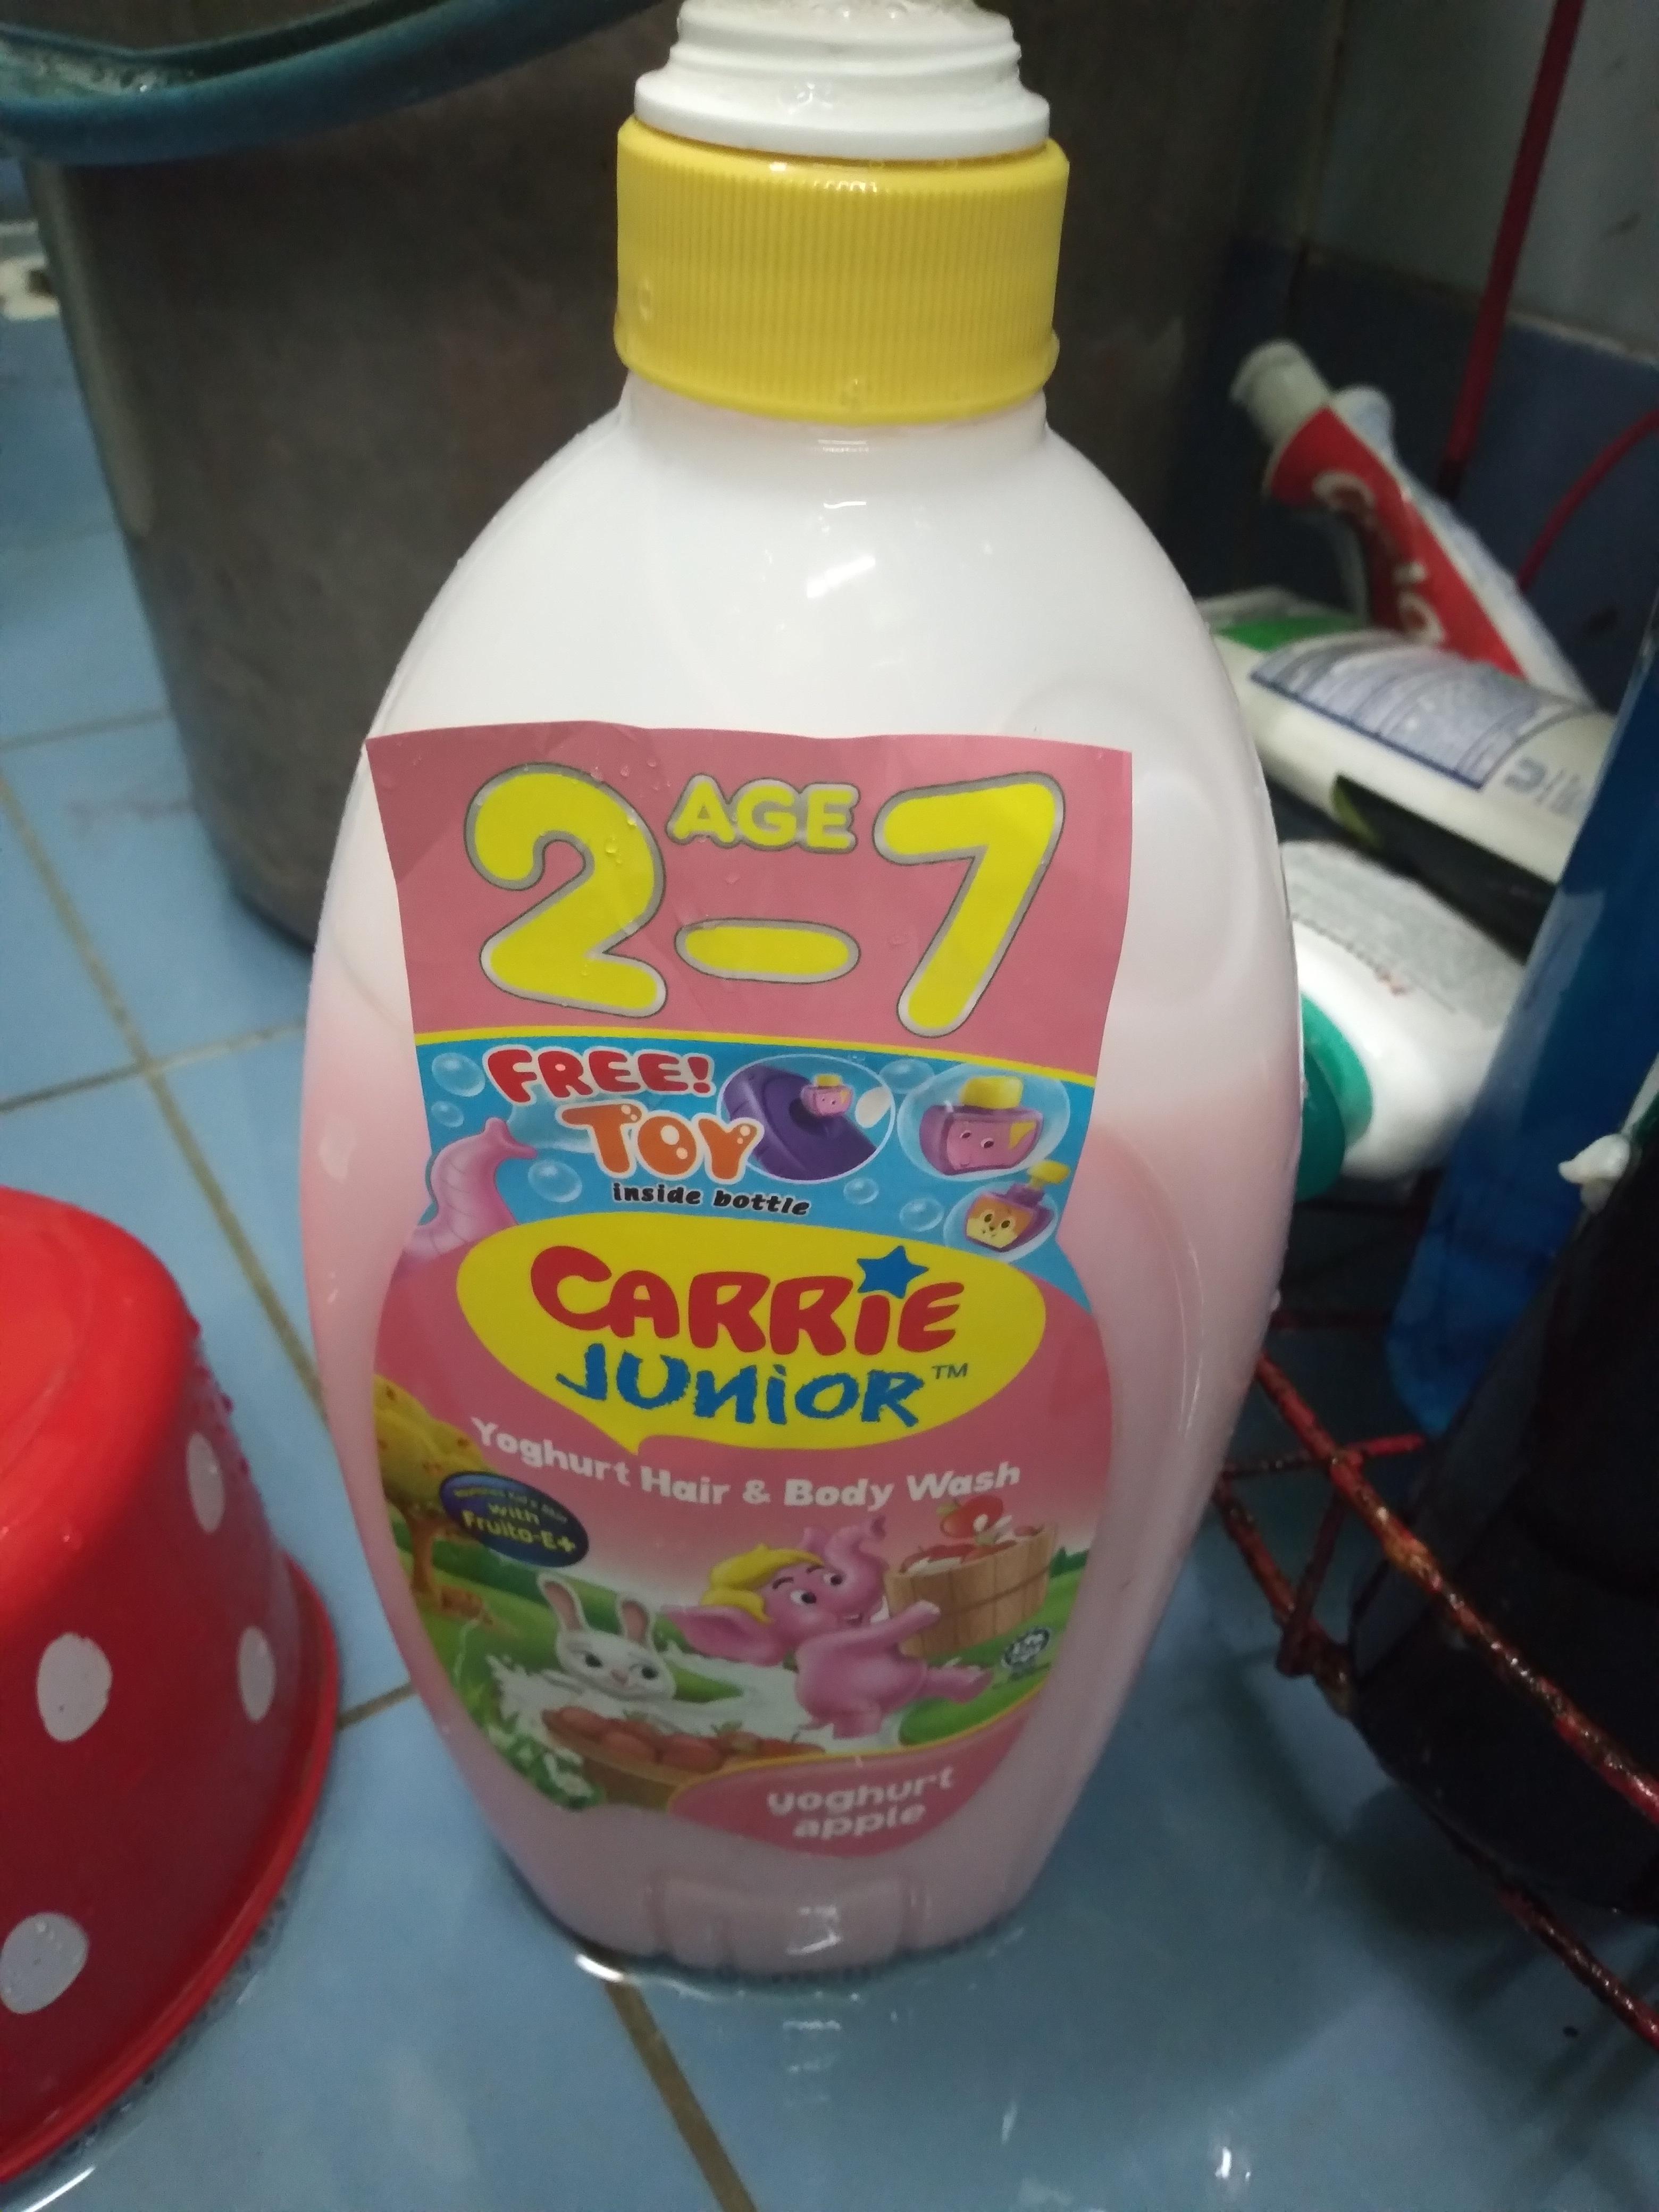 AGE
2-7
FREE!
TOY
inside bottle
CARRiE
JUNiOR™
Yoghurt Hair & Body Wash
with
Fruito-E+
yoghurt
apple